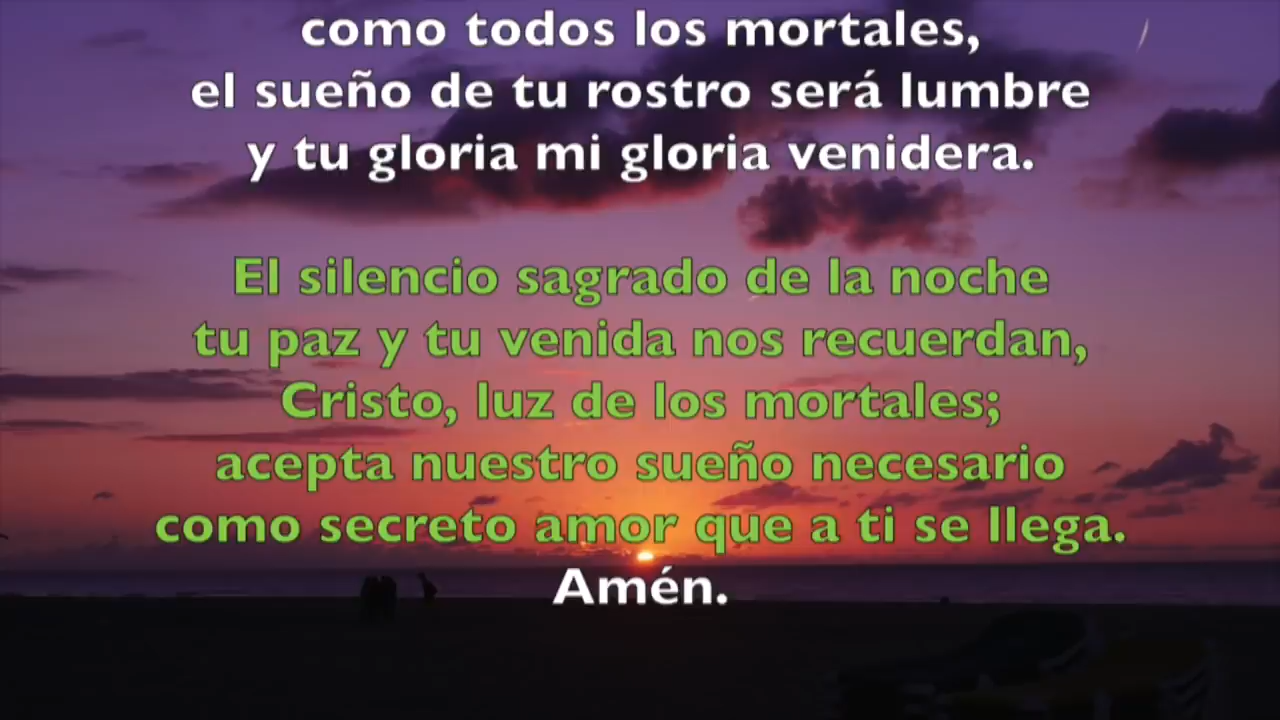 como todos los mortales,
el sueño de tu rostro será lumbre
y tu gloria mi gloria venidera.
El silencio sagrado de la noche
tu paz y tu venida nos recuerdan,
Cristo, luz de los mortales;
acepta nuestro sueño necesario
como secreto amor que a ti se llega.
Amén.